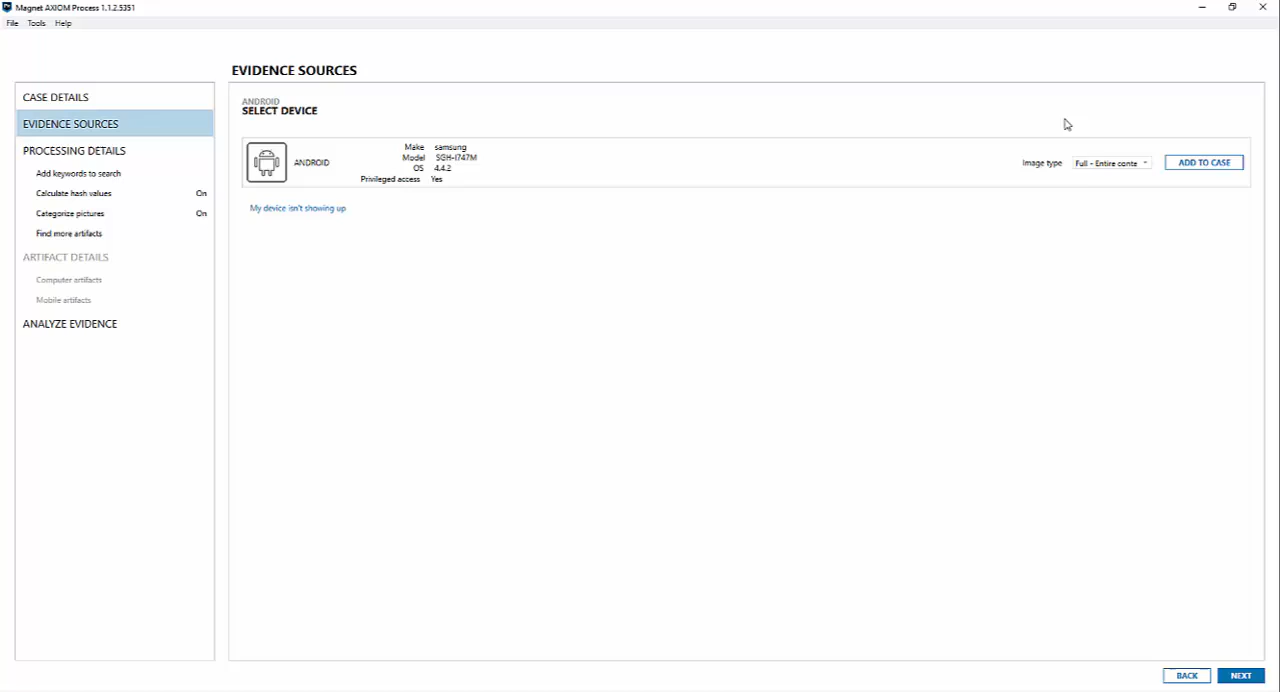 Magnet AXIOM Process 1.1.2.5351
File Tools Help
EVIDENCE SOURCES
CASE DETAILS
EVIDENCE SOURCES
PROCESSING DETAILS
Add keywords to search
Calculate hash values On
Categorize pictures On
Find more artifacts
ARTIFACT DETAILS
Computer artifacts
Mobile artifacts
ANALYZE EVIDENCE
ANDROID
SELECT DEVICE
ANDROID
Make samsung
Model SGH-I747M
OS 4.4.2
Privileged access Yes
Image type Full - Entire conte ADD TO CASE
My device isn't showing up
BACK NEXT